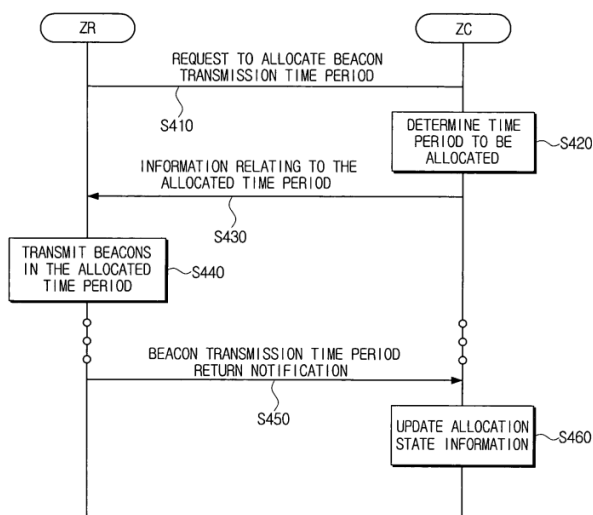 ZR
ZC
REQUEST TO ALLOCATE BEACON
TRANSMISSION TIME PERIOD
S410
DETERMINE TIME
PERIOD TO BE
ALLOCATED
S420
INFORMATION RELATING TO THE
ALLOCATED TIME PERIOD
S430
TRANSMIT BEACONS
IN THE ALLOCATED
TIME PERIOD
S440
BEACON TRANSMISSION TIME PERIOD
RETURN NOTIFICATION
S450
UPDATE ALLOCATION
STATE INFORMATION
S460